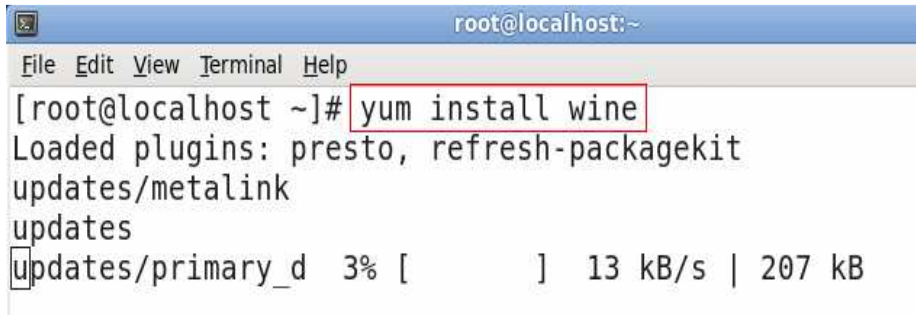 root@localhost:~
File Edit View Terminal Help
[root@localhost ~]# yum install wine
Loaded plugins: presto, refresh-packagekit
updates/metalink
updates
updates/primary_d 3% [ ] 13 kB/s | 207 kB